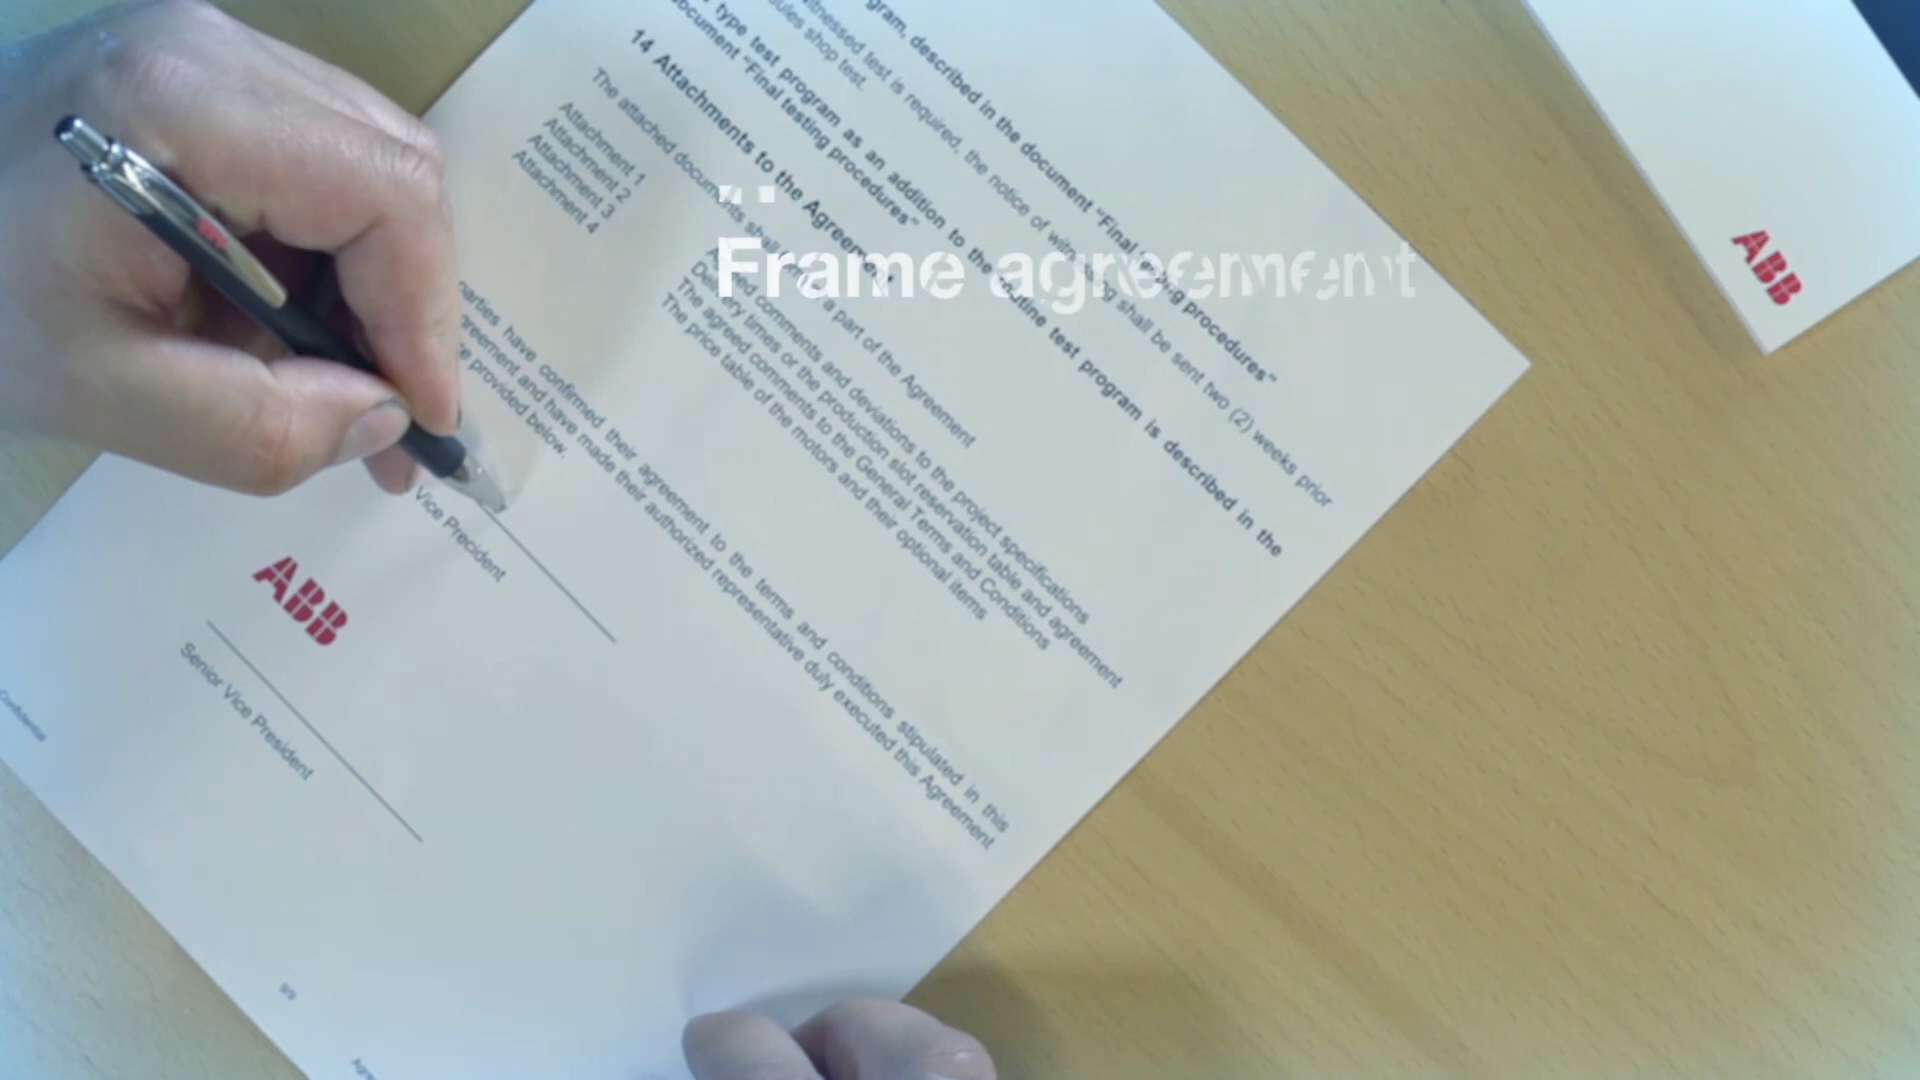 gram, described in the document "Final testing procedures"
witnessed test is required, the notice of witnessing shall be sent two (2) weeks prior
shop test.
type test program as an addition to the routine test program is described in the
document "Final testing procedures"
14 Attachments to the Agreement
The attached documents shall form a part of the Agreement
Attachment 1
Attachment 2
Attachment 3
Attachment 4
comments and deviations to the project specifications
Delivery times or the production slot reservation table and agreement
The agreed comments to the General Terms and Conditions
The price table of the motors and their optional items
Frame agreement
parties have confirmed their agreement to the terms and conditions stipulated in this
and have made their authorized representative duly executed this Agreement
provided below.
Vice Precident
ABB
Senior Vice President
9/9
ABB